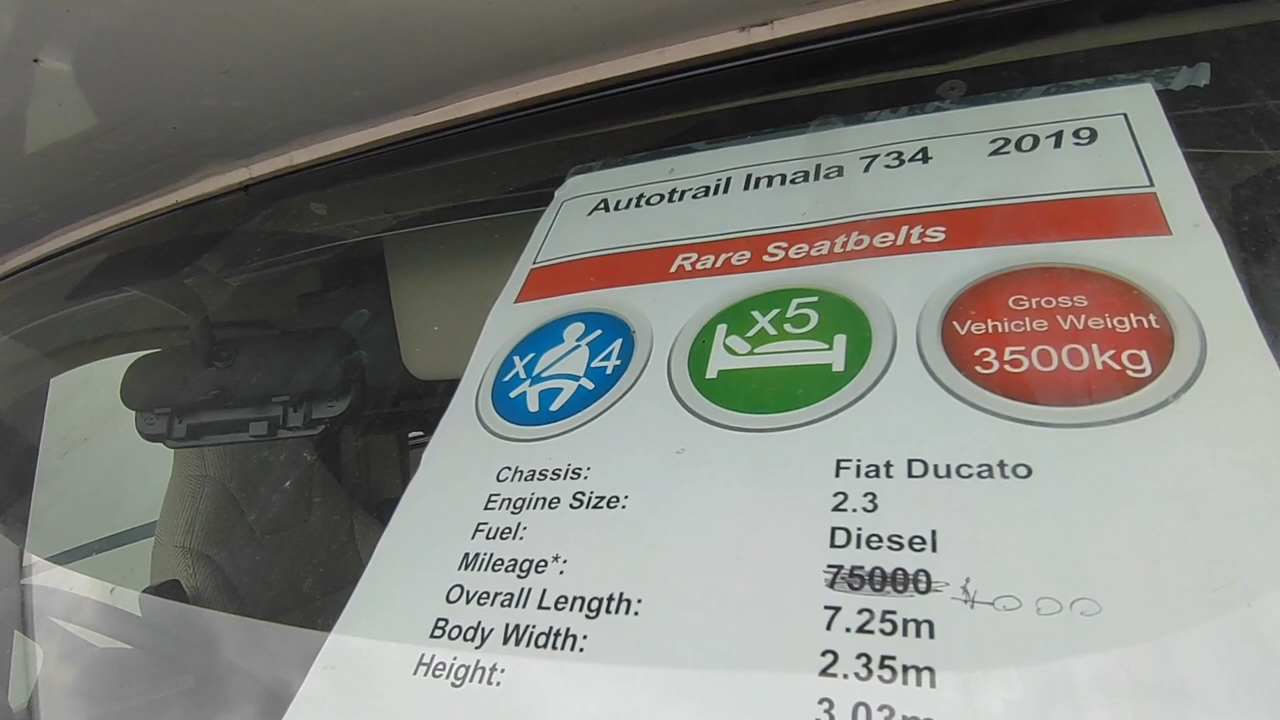 Autotrail Imala 734 2019
Rare Seatbelts
x4
x5
Gross
Vehicle Weight
3500kg
Chassis: Fiat Ducato
Engine Size: 2.3
Fuel: Diesel
Mileage*: 75000
Overall Length: 7.25m
Body Width: 2.35m
Height: